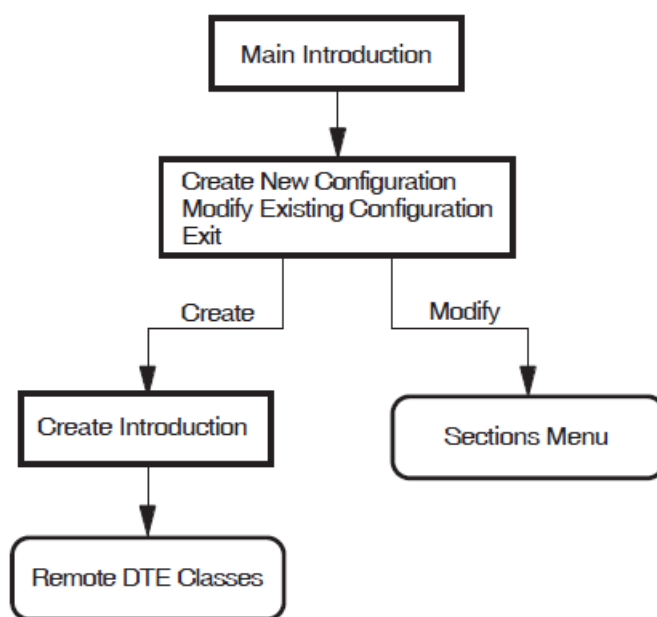 Main Introduction
Create New Configuration
Modify Existing Configuration
Exit
Create
Modify
Create Introduction
Sections Menu
Remote DTE Classes